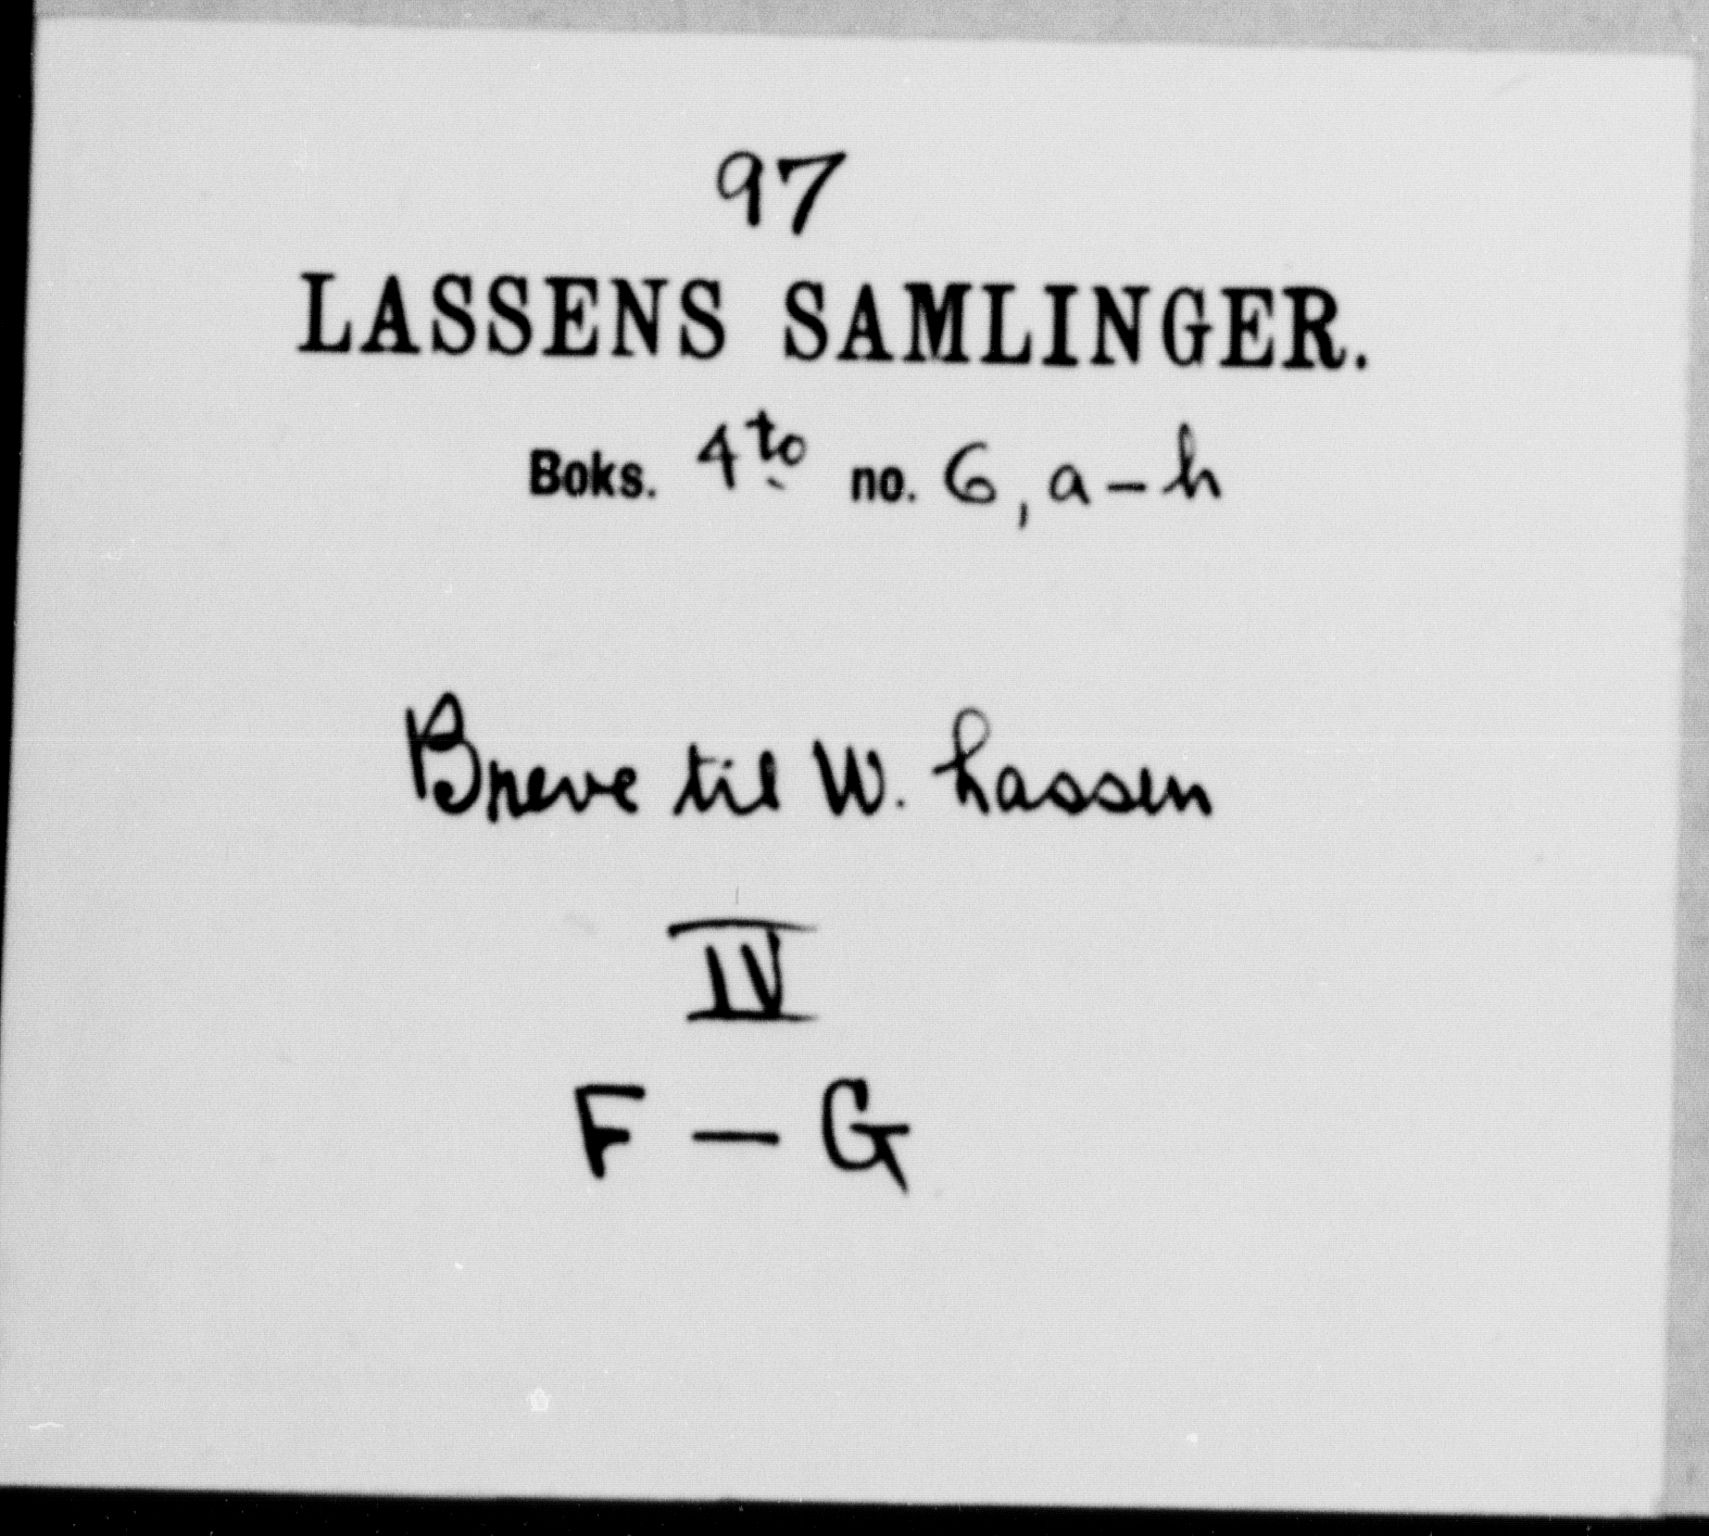 97
LASSENS SAMLINGER.
Boks. 4to no. 6, a-h
Breve til W. Lassen
IV
F - G